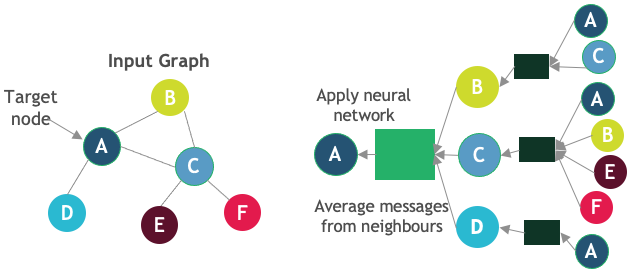 Input Graph
Target
node
B
A
C
D
E
F
Apply neural
network
Average messages
from neighbours
A
B
C
D
A
C
A
B
E
F
A